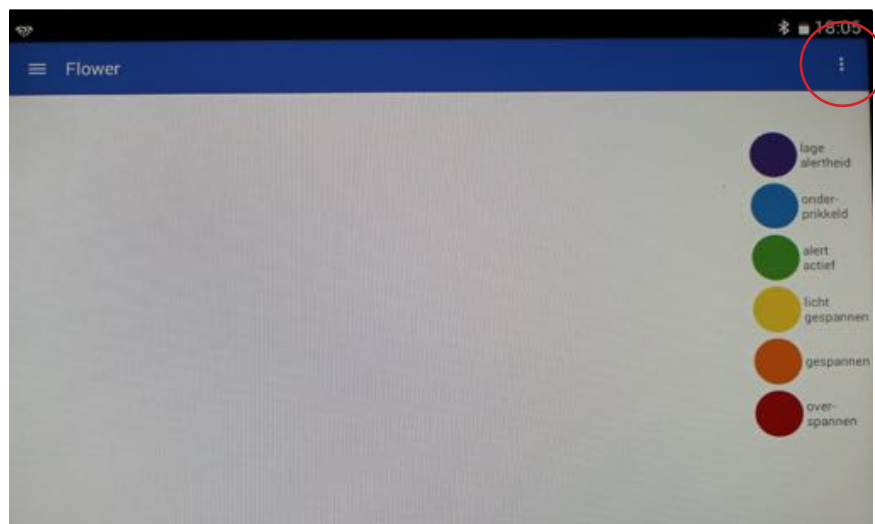 18:05
Flower
lage
alertheid
onder-
prikkeld
alert
actief
licht
gespannen
gespannen
over-
spannen